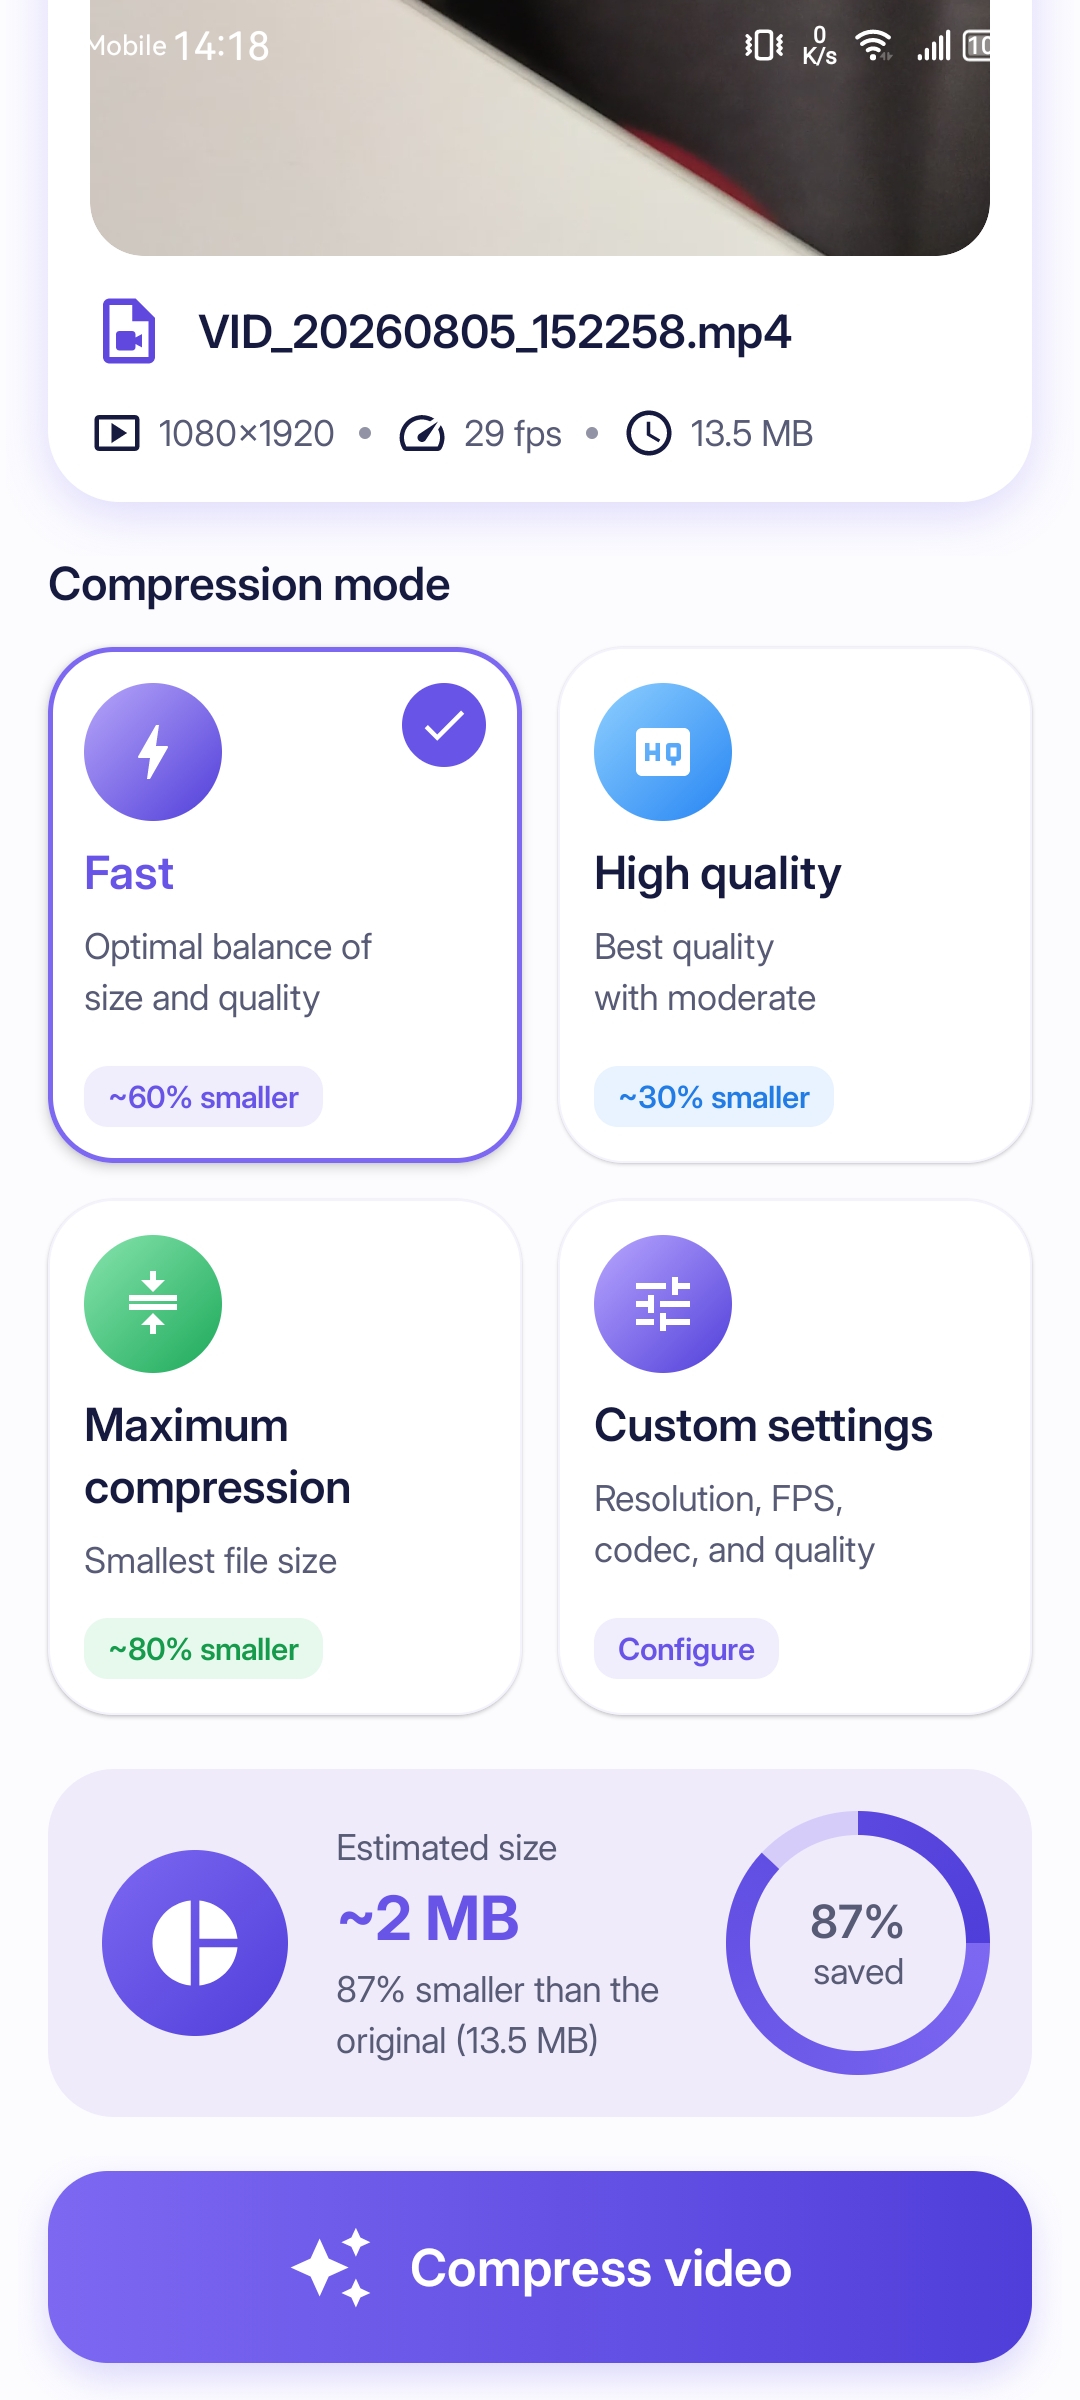 Mobile 14:18
0
K/s
10
VID_20260805_152258.mp4
1080×1920 • 29 fps • 13.5 MB
Compression mode
Fast
Optimal balance of
size and quality
~60% smaller
HQ
High quality
Best quality
with moderate
~30% smaller
Maximum
compression
Smallest file size
~80% smaller
Custom settings
Resolution, FPS,
codec, and quality
Configure
Estimated size
~2 MB
87% smaller than the
original (13.5 MB)
87%
saved
Compress video